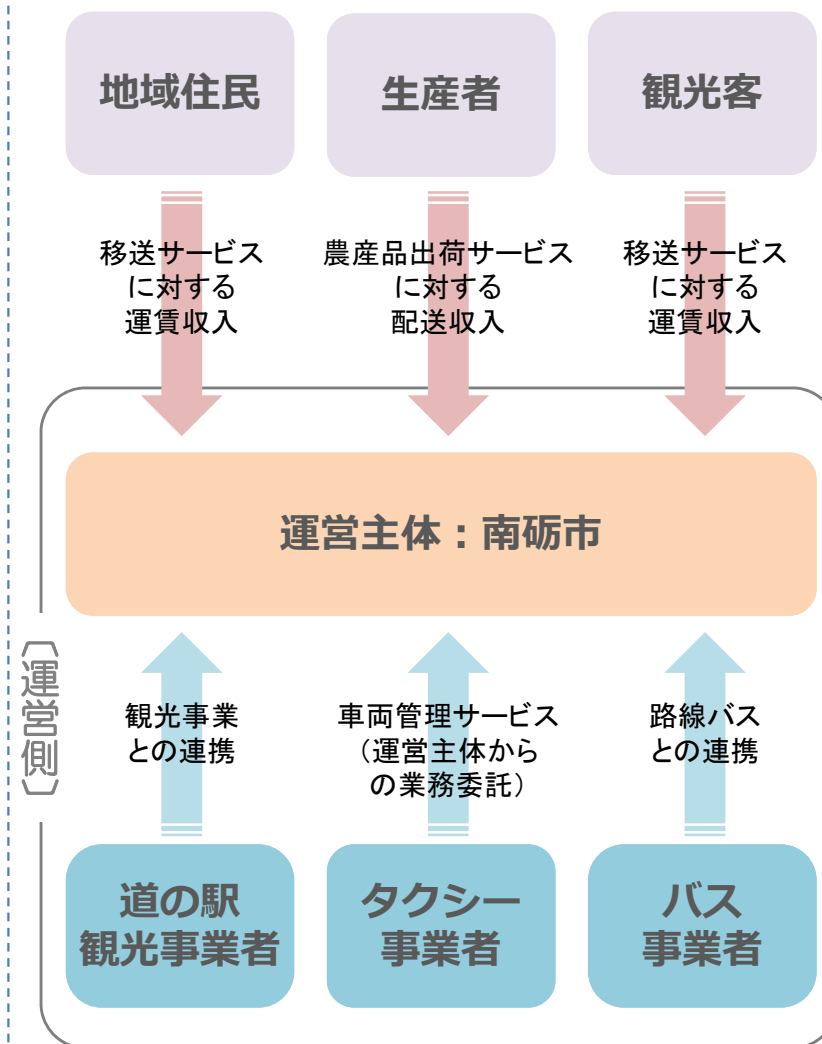 地域住民
生産者
観光客
移送サービス
に対する
運賃収入
農産品出荷サービス
に対する
配送収入
移送サービス
に対する
運賃収入
運営主体：南砺市
〔運営側〕
観光事業
との連携
車両管理サービス
（運営主体から
の業務委託）
路線バス
との連携
道の駅
観光事業者
タクシー
事業者
バス
事業者